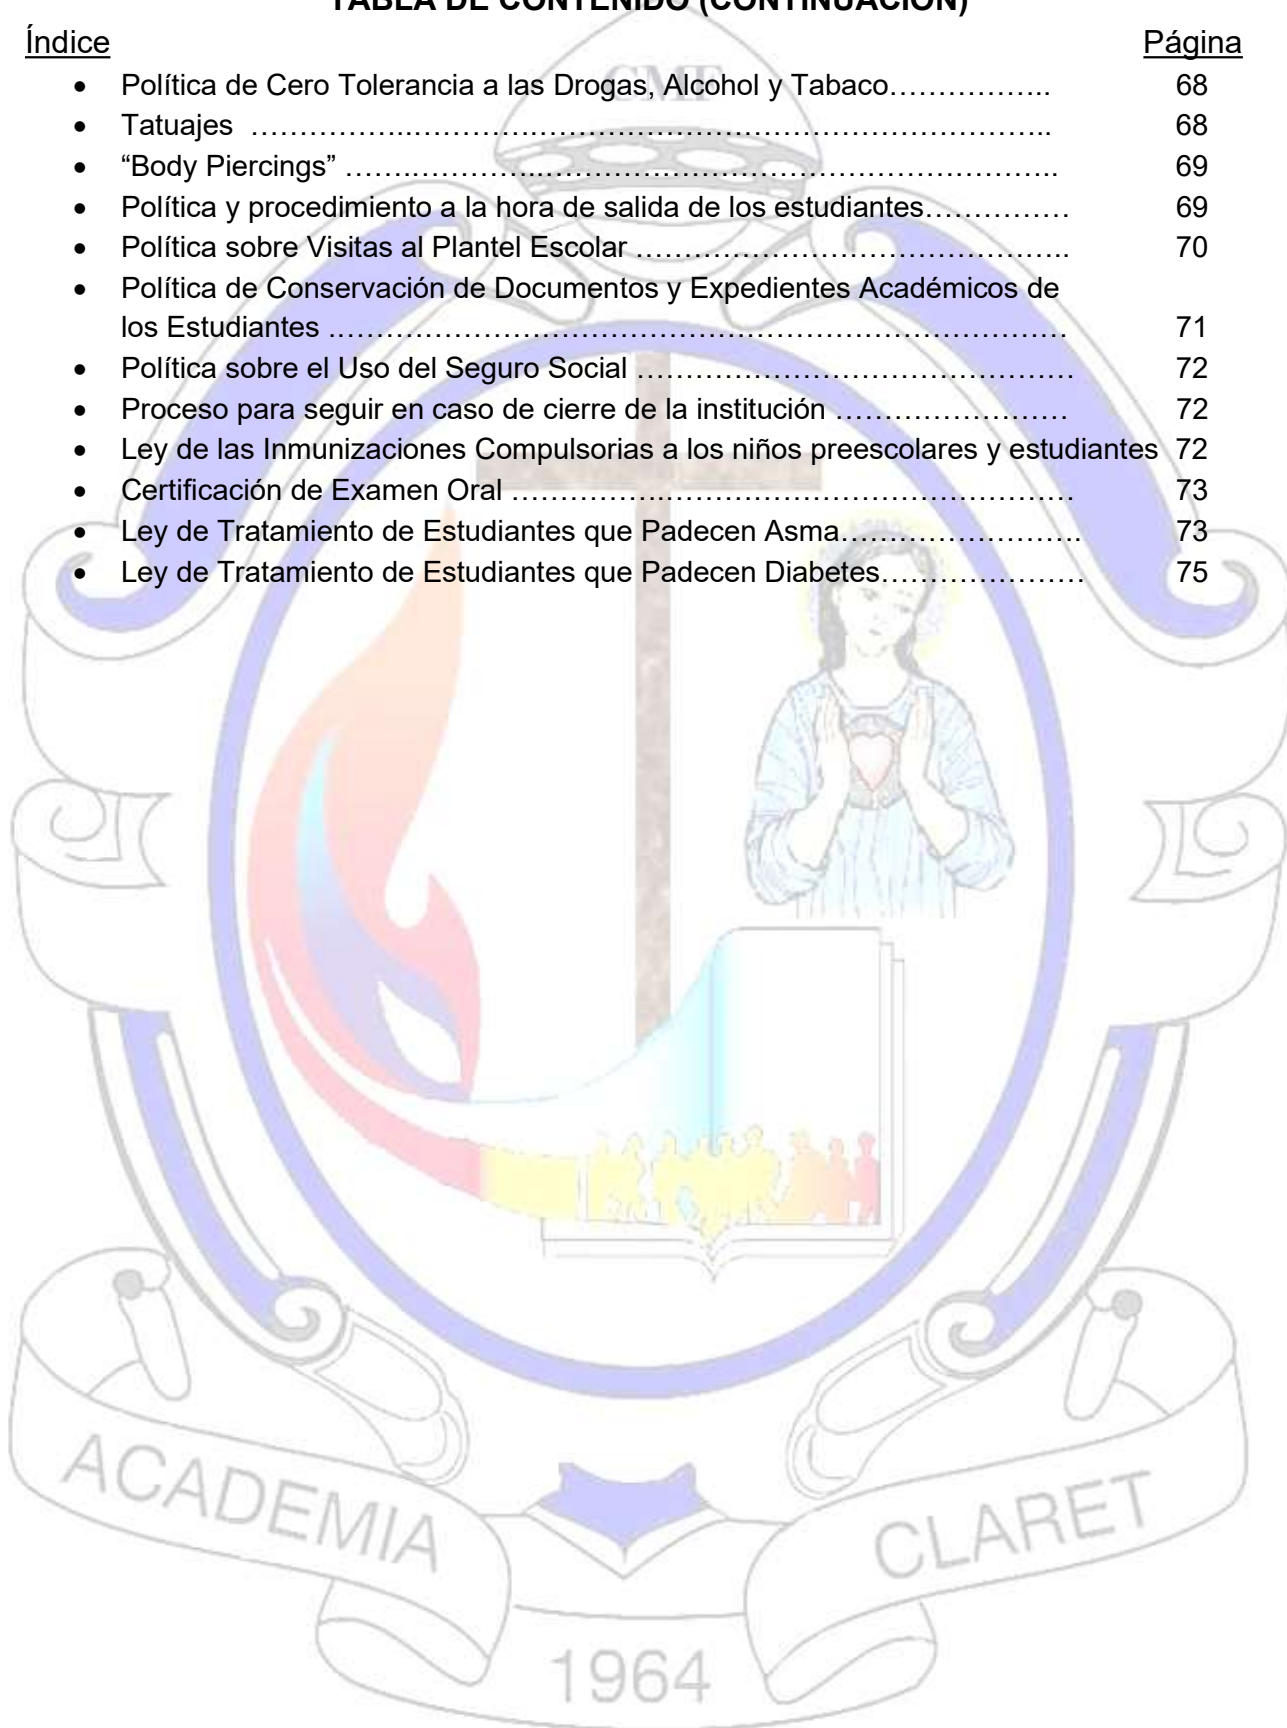 TABLA DE CONTENIDO (CONTINUACIÓN)
Índice Página
• Política de Cero Tolerancia a las Drogas, Alcohol y Tabaco…………….. 68
• Tatuajes ……………..……………………………………………………….. 68
• “Body Piercings” ……………..……………………………………………….. 69
• Política y procedimiento a la hora de salida de los estudiantes…………… 69
• Política sobre Visitas al Plantel Escolar …………………………………….. 70
• Política de Conservación de Documentos y Expedientes Académicos de
los Estudiantes ………………………………………………………………… 71
• Política sobre el Uso del Seguro Social ……………………………………… 72
• Proceso para seguir en caso de cierre de la institución …………………… 72
• Ley de las Inmunizaciones Compulsorias a los niños preescolares y estudiantes 72
• Certificación de Examen Oral ………………………………………………… 73
• Ley de Tratamiento de Estudiantes que Padecen Asma……………………. 73
• Ley de Tratamiento de Estudiantes que Padecen Diabetes………………… 75
CMF
ACADEMIA
CLARET
1964